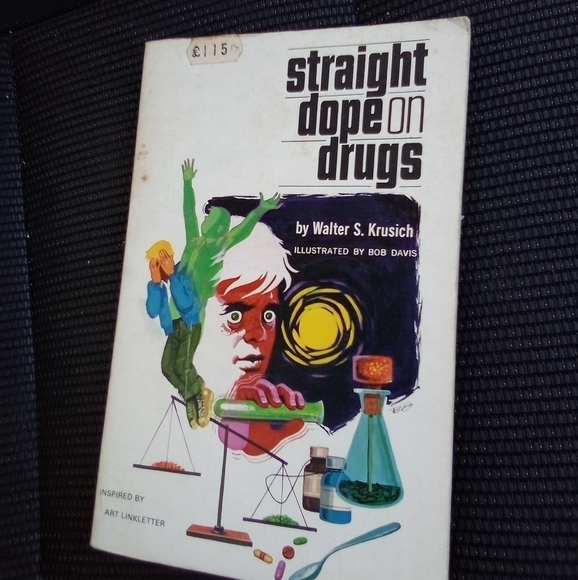 £1 15
straight
dope on
drugs
by Walter S. Krusich
ILLUSTRATED BY BOB DAVIS
INSPIRED BY
ART LINKLETTER